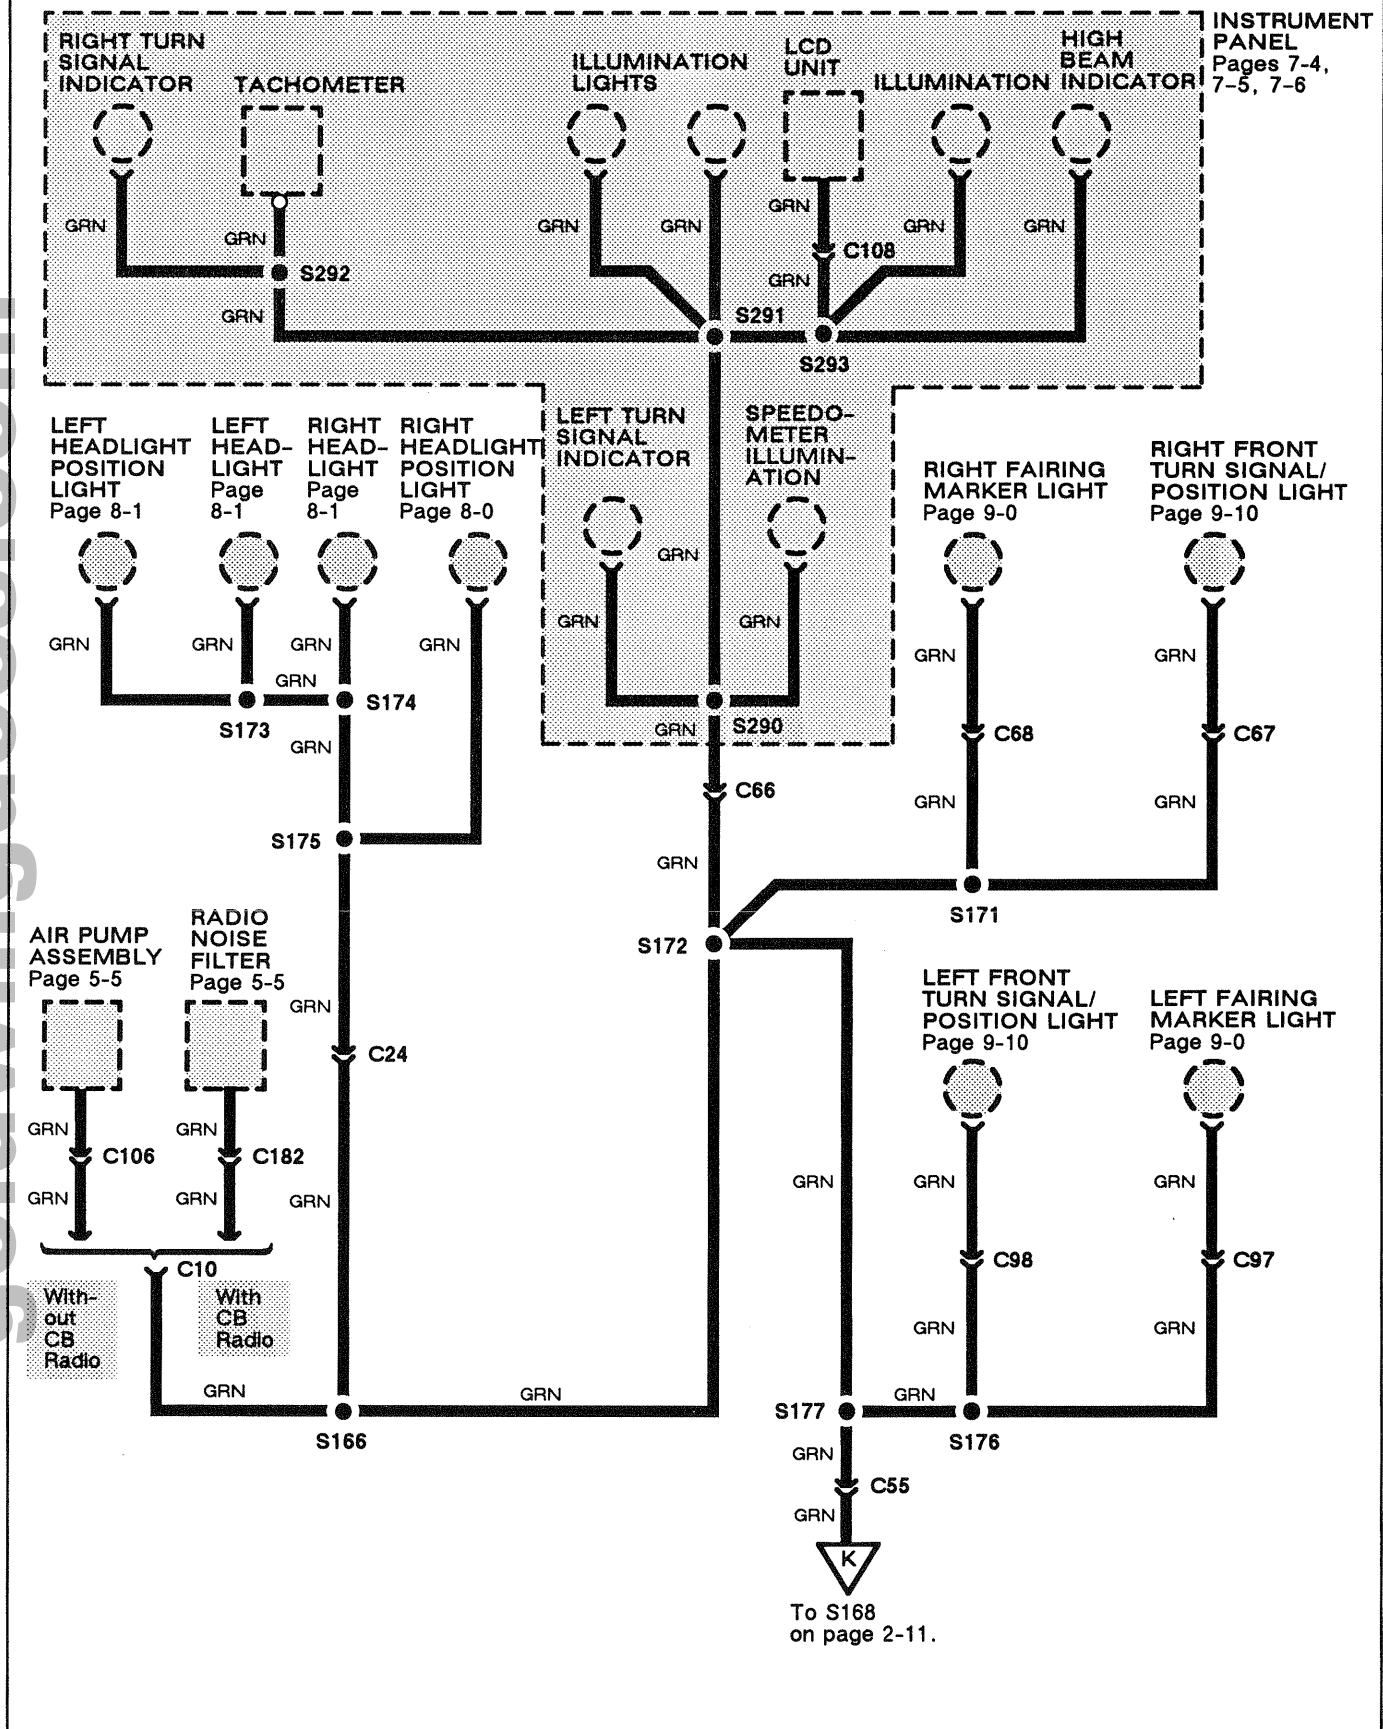 INSTRUMENT
PANEL
Pages 7-4,
7-5, 7-6
RIGHT TURN
SIGNAL
INDICATOR
TACHOMETER
ILLUMINATION
LIGHTS
LCD
UNIT
ILLUMINATION
HIGH
BEAM
INDICATOR
GRN
GRN
GRN
GRN
GRN
GRN
GRN
C108
GRN
S292
GRN
S291
S293
LEFT
HEADLIGHT
POSITION
LIGHT
Page 8-1
LEFT
HEAD-
LIGHT
Page
8-1
RIGHT
HEAD-
LIGHT
Page
8-1
RIGHT
HEADLIGHT
POSITION
LIGHT
Page 8-0
LEFT TURN
SIGNAL
INDICATOR
SPEEDO-
METER
ILLUMIN-
ATION
RIGHT FAIRING
MARKER LIGHT
Page 9-0
RIGHT FRONT
TURN SIGNAL/
POSITION LIGHT
Page 9-10
GRN
GRN
GRN
GRN
GRN
GRN
GRN
GRN
GRN
GRN
S173
S174
GRN
GRN
S290
C68
C67
C66
GRN
GRN
S175
GRN
S171
S172
AIR PUMP
ASSEMBLY
Page 5-5
RADIO
NOISE
FILTER
Page 5-5
GRN
C24
LEFT FRONT
TURN SIGNAL/
POSITION LIGHT
Page 9-10
LEFT FAIRING
MARKER LIGHT
Page 9-0
GRN
GRN
C106
C182
GRN
GRN
GRN
GRN
GRN
GRN
C10
C98
C97
With-
out
CB
Radio
With
CB
Radio
GRN
GRN
GRN
GRN
GRN
S166
S177
S176
GRN
C55
GRN
K
To S168
on page 2-11.